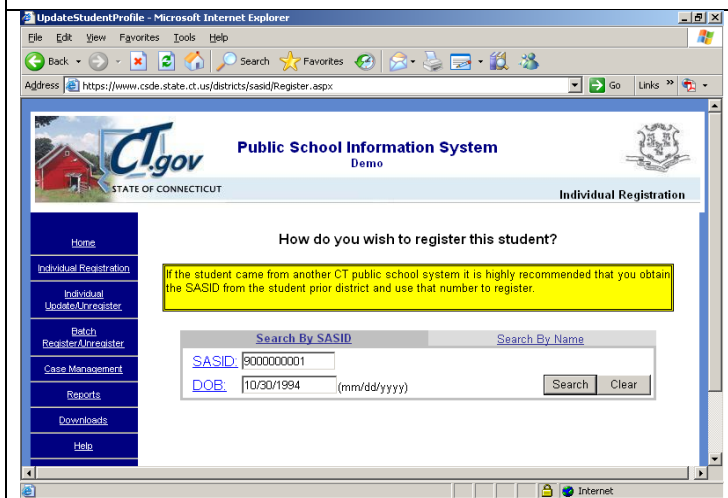 UpdateStudentProfile - Microsoft Internet Explorer
File Edit View Favorites Tools Help
Back Search Favorites
Address https://www.csde.state.ct.us/districts/sasid/Register.aspx Go Links »
CT.gov
STATE OF CONNECTICUT
Public School Information System
Demo
Individual Registration
Home
Individual Registration
Individual
Update/Unregister
Batch
Register/Unregister
Case Management
Reports
Downloads
Help
How do you wish to register this student?
If the student came from another CT public school system it is highly recommended that you obtain
the SASID from the student prior district and use that number to register.
Search By SASID Search By Name
SASID: 9000000001
DOB: 10/30/1994 (mm/dd/yyyy) Search Clear
Internet